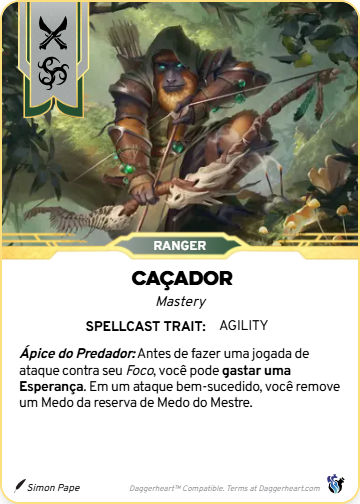 RANGER
CAÇADOR
Mastery
SPELLCAST TRAIT: AGILITY
Ápice do Predador: Antes de fazer uma jogada de
ataque contra seu Foco, você pode gastar uma
Esperança. Em um ataque bem-sucedido, você remove
um Medo da reserva de Medo do Mestre.
Simon Pape
Daggerheart™ Compatible. Terms at Daggerheart.com